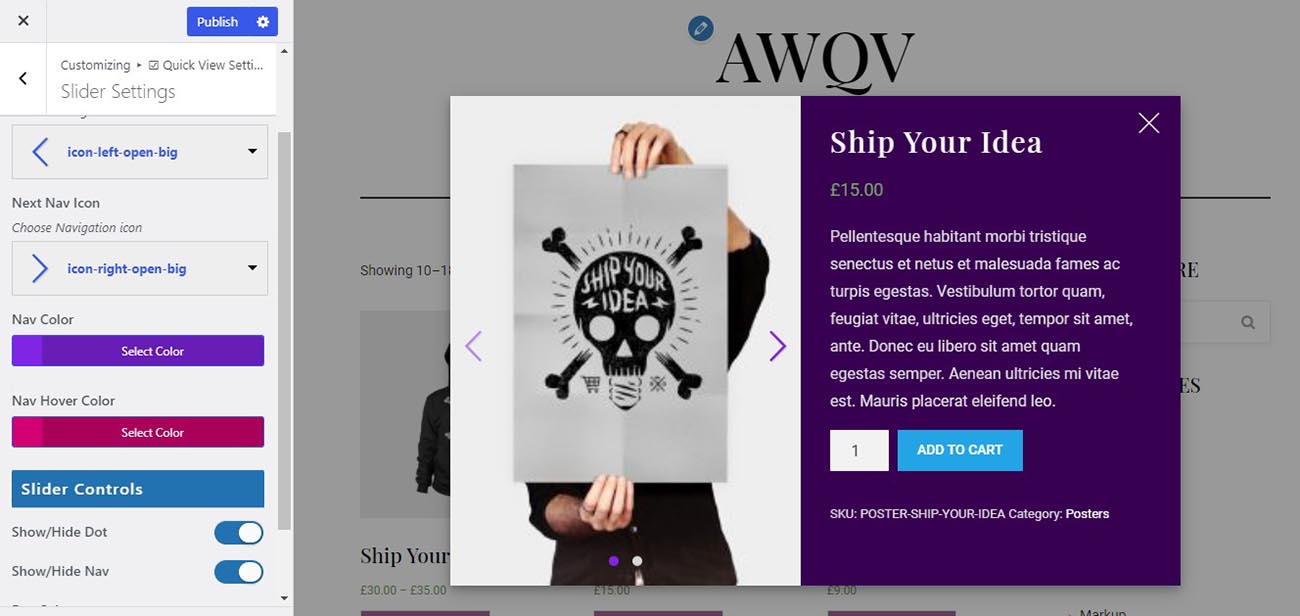 Publish
Customizing ▸ ☑ Quick View Setti...
Slider Settings
icon-left-open-big
Next Nav Icon
Choose Navigation icon
icon-right-open-big
Nav Color
Select Color
Nav Hover Color
Select Color
Slider Controls
Show/Hide Dot
Show/Hide Nav
AWQV
Showing 10–18
RE
ES
SHIP YOUR
IDEA
Ship Your Idea
£15.00
Pellentesque habitant morbi tristique
senectus et netus et malesuada fames ac
turpis egestas. Vestibulum tortor quam,
feugiat vitae, ultricies eget, tempor sit amet,
ante. Donec eu libero sit amet quam
egestas semper. Aenean ultricies mi vitae
est. Mauris placerat eleifend leo.
1
ADD TO CART
SKU: POSTER-SHIP-YOUR-IDEA Category: Posters
Ship Your
£30.00 – £35.00
£15.00
£9.00
Markup